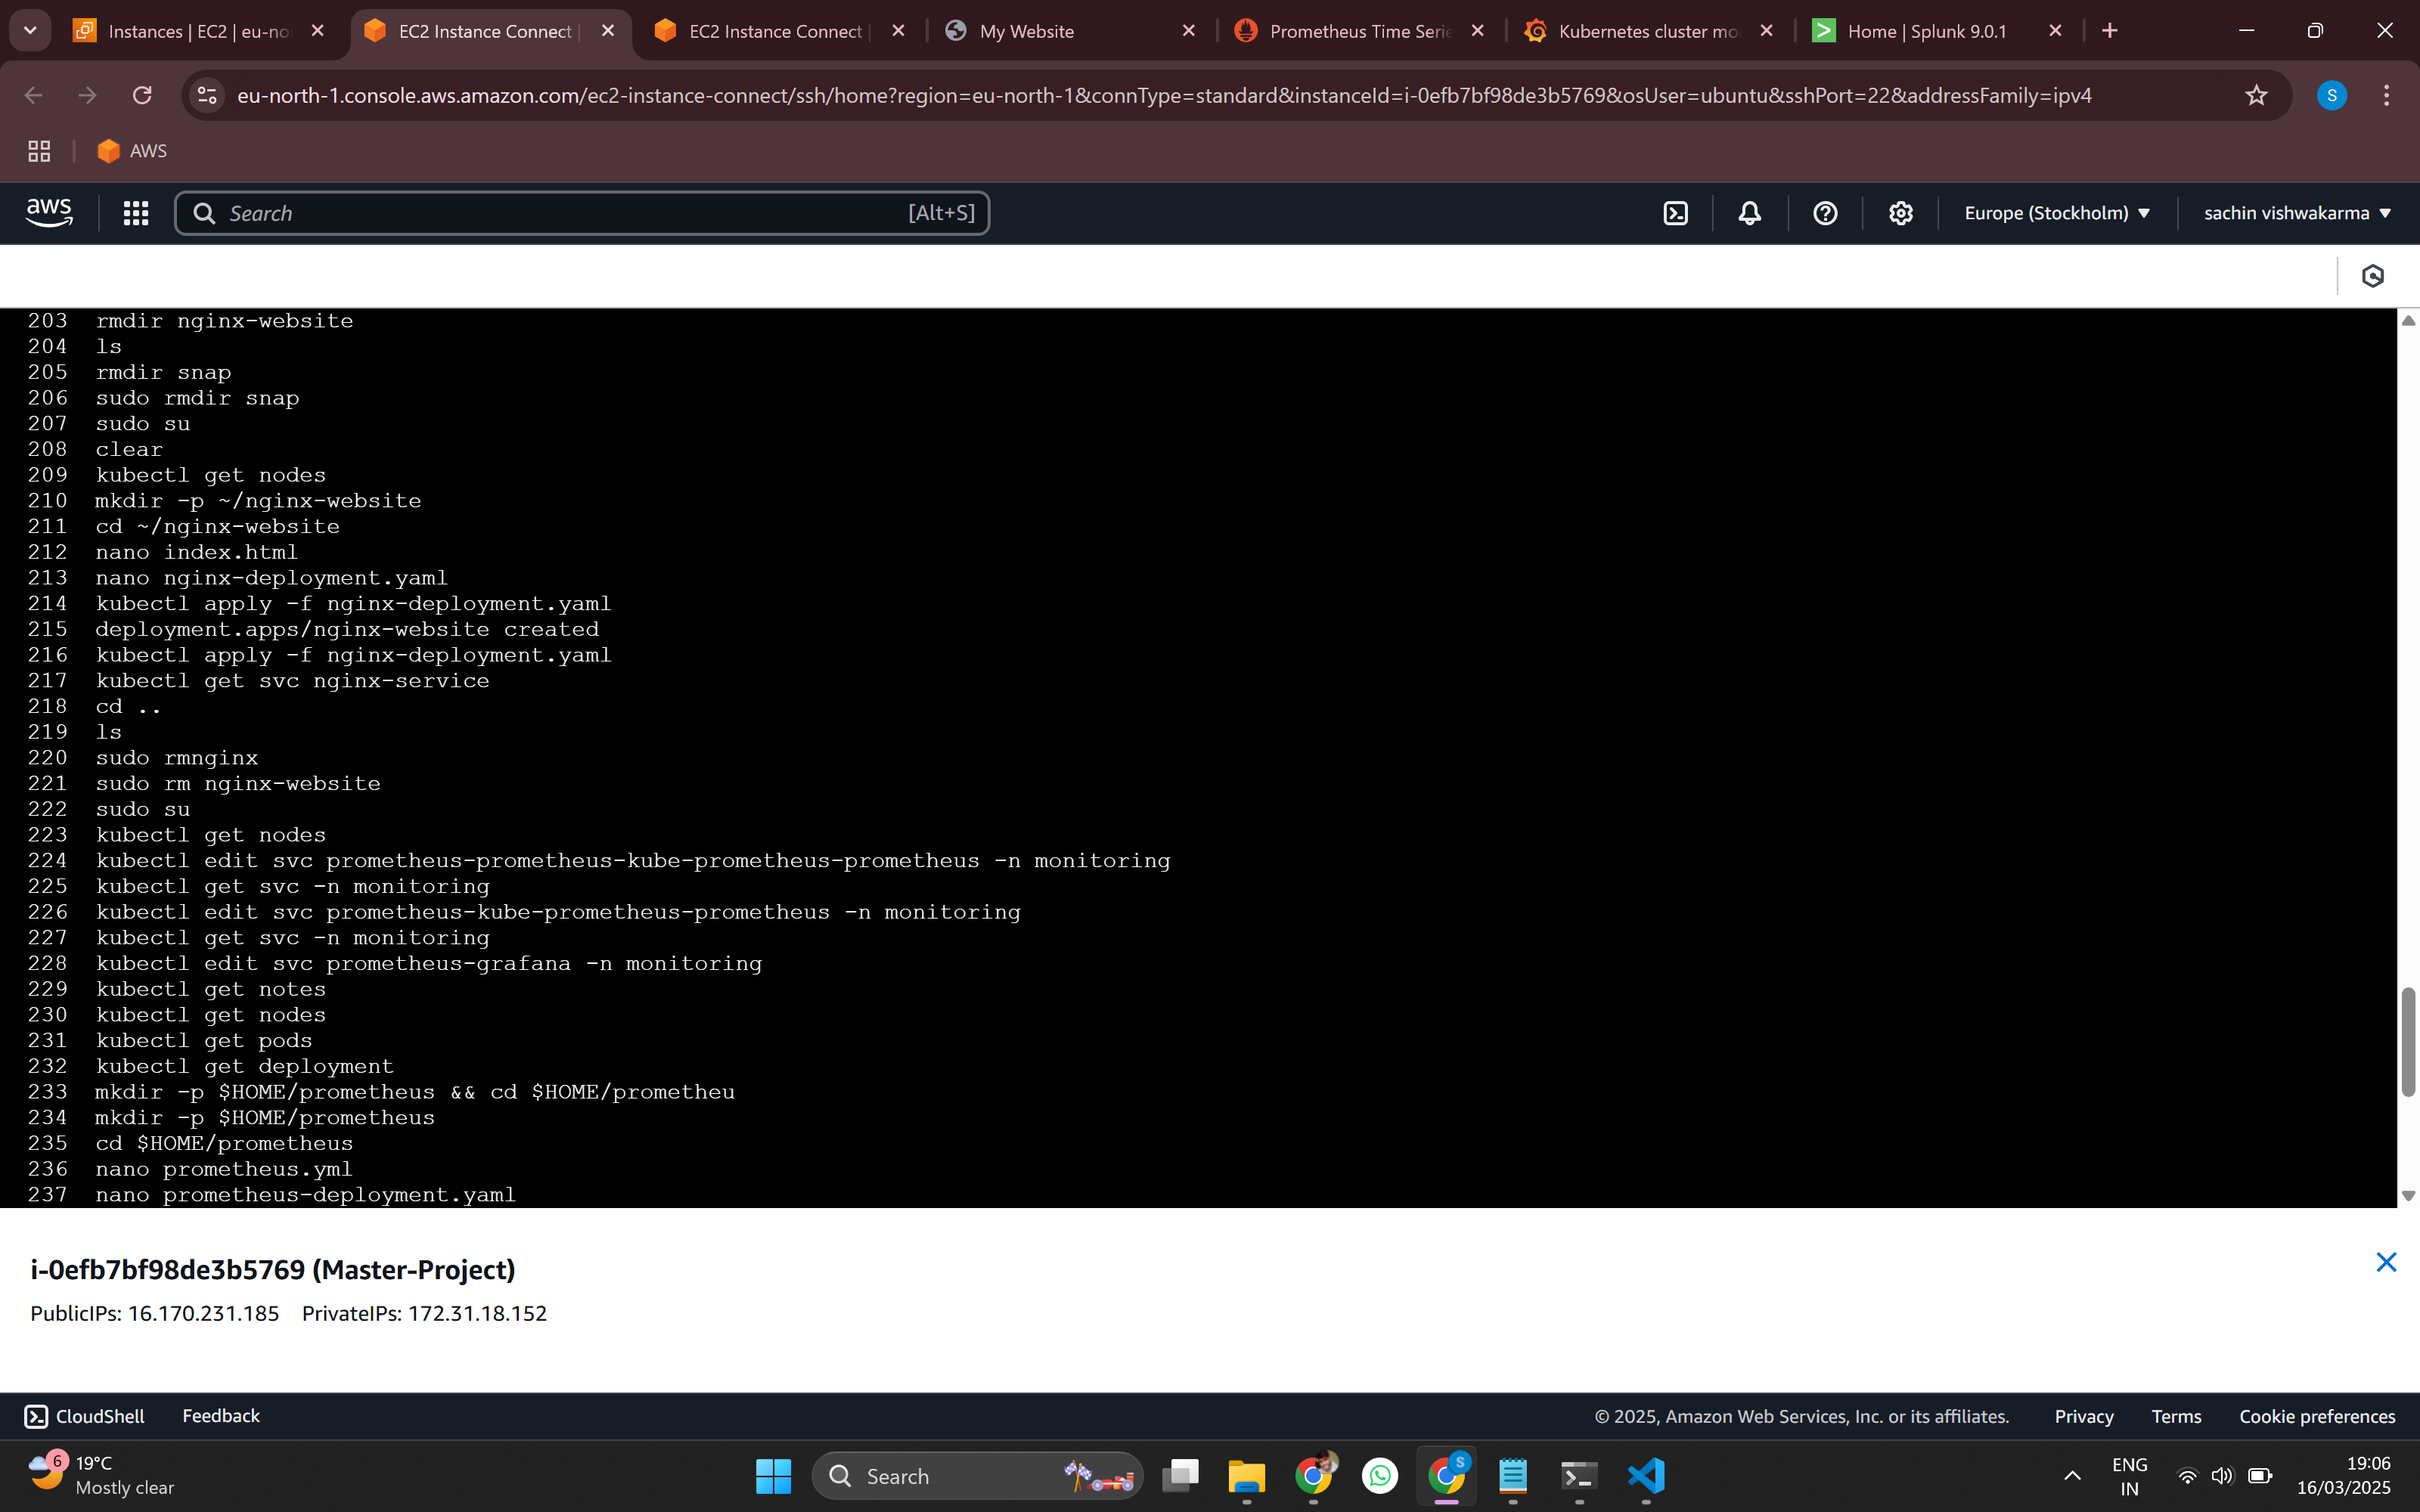 Instances | EC2 | eu-no
EC2 Instance Connect
EC2 Instance Connect
My Website
Prometheus Time Serie
Kubernetes cluster mo
Home | Splunk 9.0.1
eu-north-1.console.aws.amazon.com/ec2-instance-connect/ssh/home?region=eu-north-1&connType=standard&instanceId=i-0efb7bf98de3b5769&osUser=ubuntu&sshPort=22&addressFamily=ipv4
S
AWS
aws
Search
[Alt+S]
Europe (Stockholm)
sachin vishwakarma
203 rmdir nginx-website
204 ls
205 rmdir snap
206 sudo rmdir snap
207 sudo su
208 clear
209 kubectl get nodes
210 mkdir -p ~/nginx-website
211 cd ~/nginx-website
212 nano index.html
213 nano nginx-deployment.yaml
214 kubectl apply -f nginx-deployment.yaml
215 deployment.apps/nginx-website created
216 kubectl apply -f nginx-deployment.yaml
217 kubectl get svc nginx-service
218 cd ..
219 ls
220 sudo rmnginx
221 sudo rm nginx-website
222 sudo su
223 kubectl get nodes
224 kubectl edit svc prometheus-prometheus-kube-prometheus-prometheus -n monitoring
225 kubectl get svc -n monitoring
226 kubectl edit svc prometheus-kube-prometheus-prometheus -n monitoring
227 kubectl get svc -n monitoring
228 kubectl edit svc prometheus-grafana -n monitoring
229 kubectl get notes
230 kubectl get nodes
231 kubectl get pods
232 kubectl get deployment
233 mkdir -p $HOME/prometheus && cd $HOME/prometheu
234 mkdir -p $HOME/prometheus
235 cd $HOME/prometheus
236 nano prometheus.yml
237 nano prometheus-deployment.yaml
i-0efb7bf98de3b5769 (Master-Project)
PublicIPs: 16.170.231.185 PrivateIPs: 172.31.18.152
CloudShell
Feedback
© 2025, Amazon Web Services, Inc. or its affiliates.
Privacy
Terms
Cookie preferences
6
19°C
Mostly clear
Search
S
ENG
IN
19:06
16/03/2025